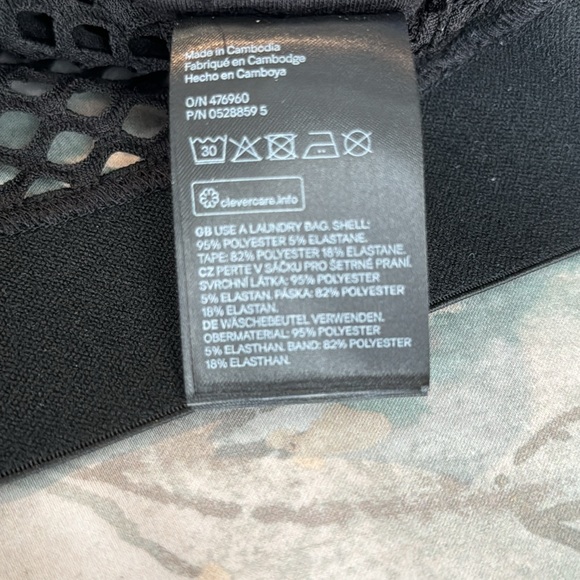 Made in Cambodia
Fabriqué en Cambodge
Hecho en Camboya
O/N 476960
P/N 0528859 5
30
clevercare.info
GB USE A LAUNDRY BAG. SHELL:
95% POLYESTER 5% ELASTANE.
TAPE: 82% POLYESTER 18% ELASTANE.
CZ PERTE V SÁČKU PRO ŠETRNÉ PRANÍ.
SVRCHNÍ LÁTKA: 95% POLYESTER
5% ELASTAN. PÁSKA: 82% POLYESTER
18% ELASTAN.
DE WÄSCHEBEUTEL VERWENDEN.
OBERMATERIAL: 95% POLYESTER
5% ELASTHAN. BAND: 82% POLYESTER
18% ELASTHAN.